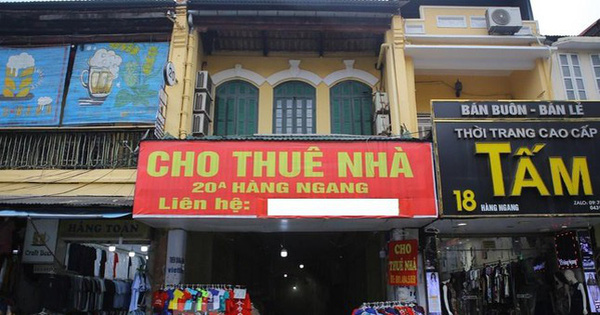 CHO THUÊ NHÀ
20A HÀNG NGANG
Liên hệ:
BÁN BUÔN - BÁN LẺ
THỜI TRANG CAO CẤP
TẤM
18
HÀNG NGANG
HÀNG TOÀN
CHO
THUÊ NHÀ